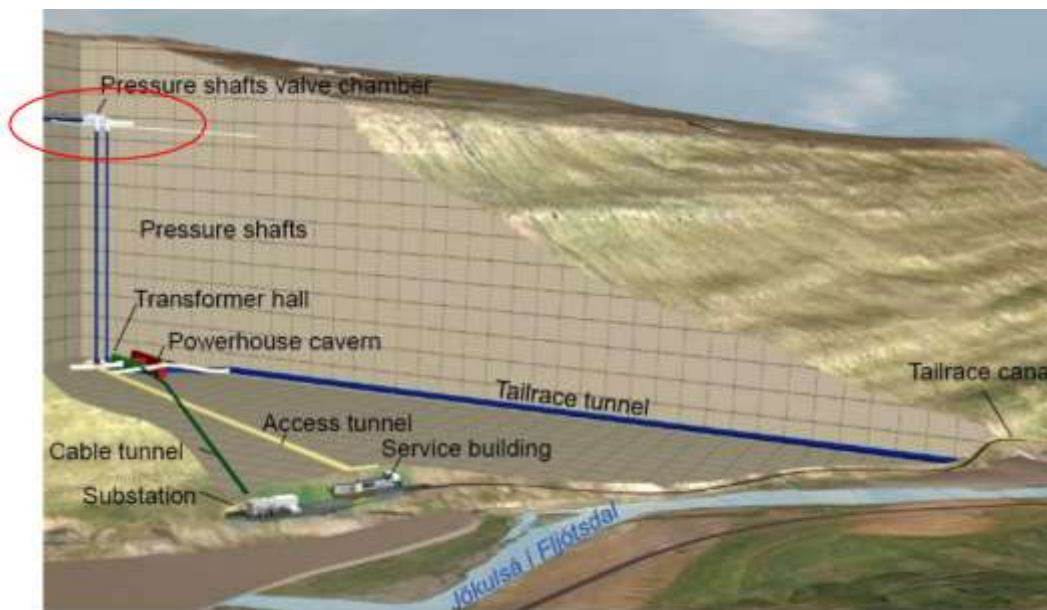 Pressure shafts valve chamber
Pressure shafts
Transformer hall
Powerhouse cavern
Tailrace canal
Tailrace tunnel
Access tunnel
Cable tunnel
Service building
Substation
Jökulsá í Fljótsdal